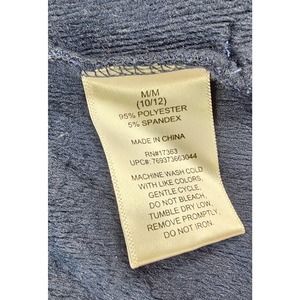 M/M
(10/12)
95% POLYESTER
5% SPANDEX
MADE IN CHINA
RN#17363
UPC#:769373663044
MACHINE WASH COLD
WITH LIKE COLORS,
GENTLE CYCLE,
DO NOT BLEACH,
TUMBLE DRY LOW,
REMOVE PROMPTLY,
DO NOT IRON.